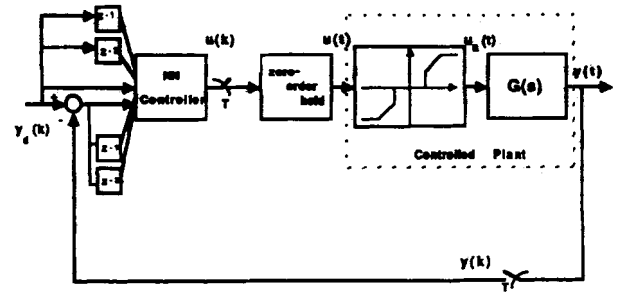 z-1
z-2
u(k)
u(t)
u (t)
NN
Controller
zero-
order
hold
G(s)
y(t)
T
+
-
y (k)
d
z-1
z-2
Controlled Plant
y(k)
T